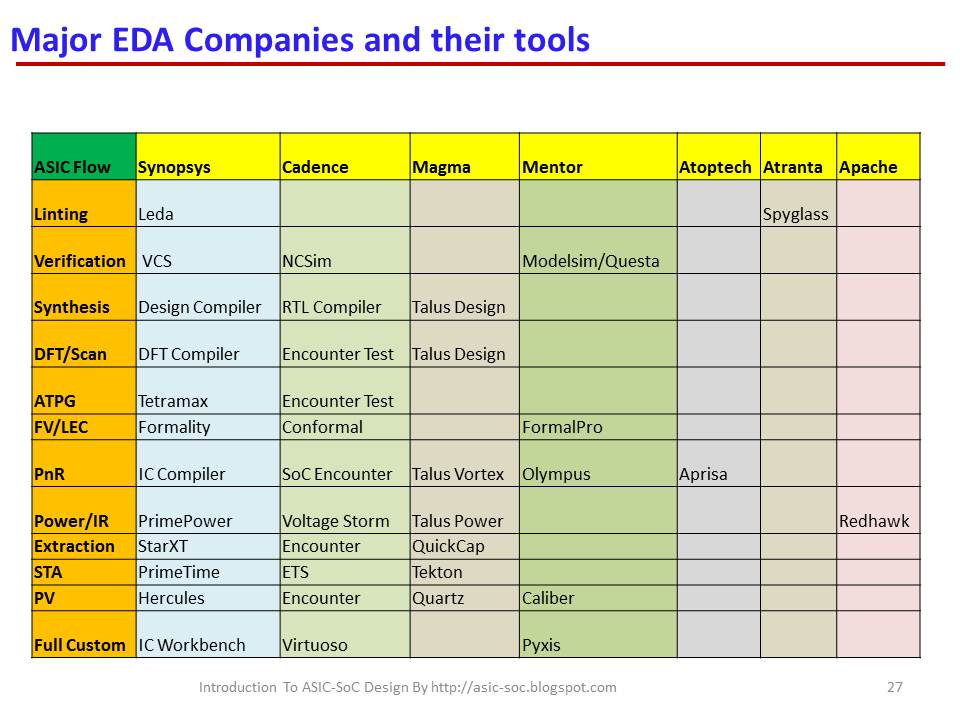 Major EDA Companies and their tools
ASIC Flow Synopsys Cadence Magma Mentor Atoptech Atranta Apache
Linting Leda Spyglass
Verification VCS NCSim Modelsim/Questa
Synthesis Design Compiler RTL Compiler Talus Design
DFT/Scan DFT Compiler Encounter Test Talus Design
ATPG Tetramax Encounter Test
FV/LEC Formality Conformal FormalPro
PnR IC Compiler SoC Encounter Talus Vortex Olympus Aprisa
Power/IR PrimePower Voltage Storm Talus Power Redhawk
Extraction StarXT Encounter QuickCap
STA PrimeTime ETS Tekton
PV Hercules Encounter Quartz Caliber
Full Custom IC Workbench Virtuoso Pyxis
Introduction To ASIC-SoC Design By http://asic-soc.blogspot.com 27